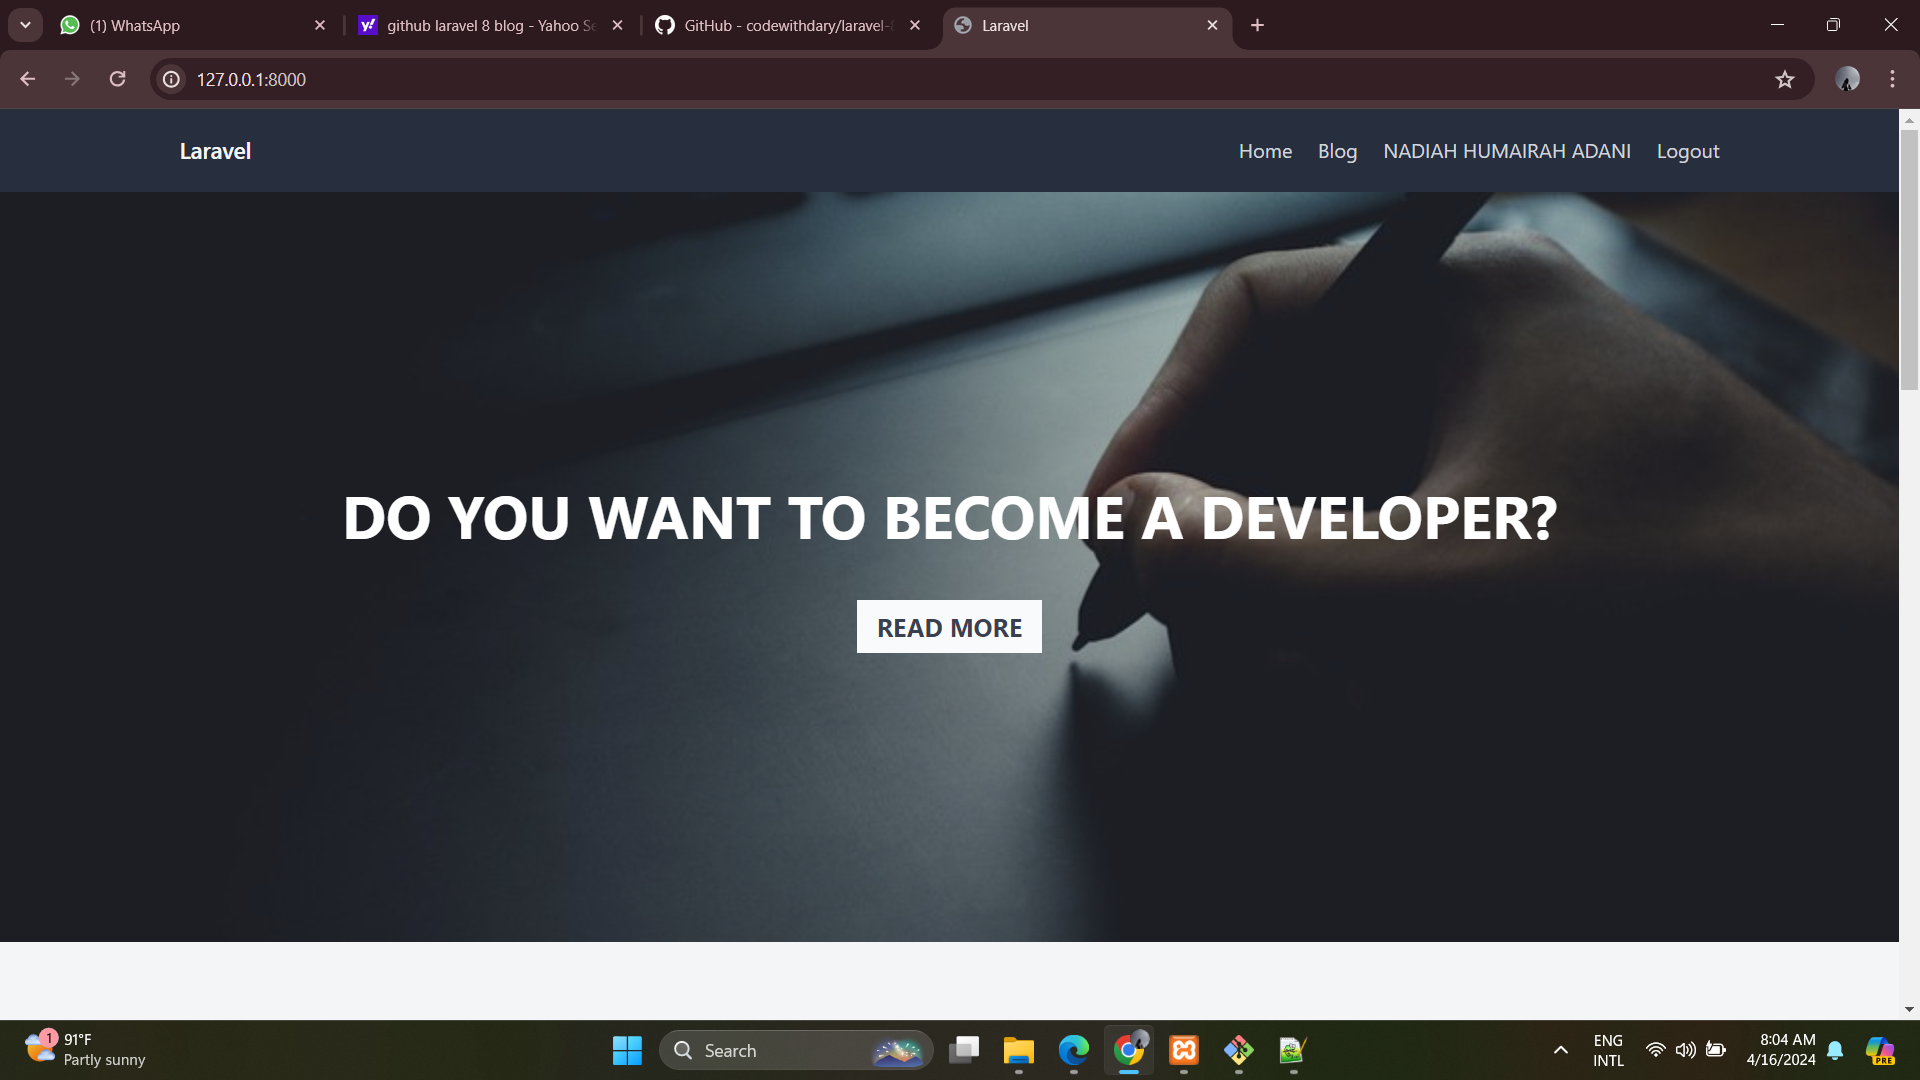 (1) WhatsApp
github laravel 8 blog - Yahoo Se
GitHub - codewithdary/laravel-8
Laravel
127.0.0.1:8000
Laravel
Home
Blog
NADIAH HUMAIRAH ADANI
Logout
DO YOU WANT TO BECOME A DEVELOPER?
READ MORE
1
91°F
Partly sunny
Search
ENG
INTL
8:04 AM
4/16/2024
PRE